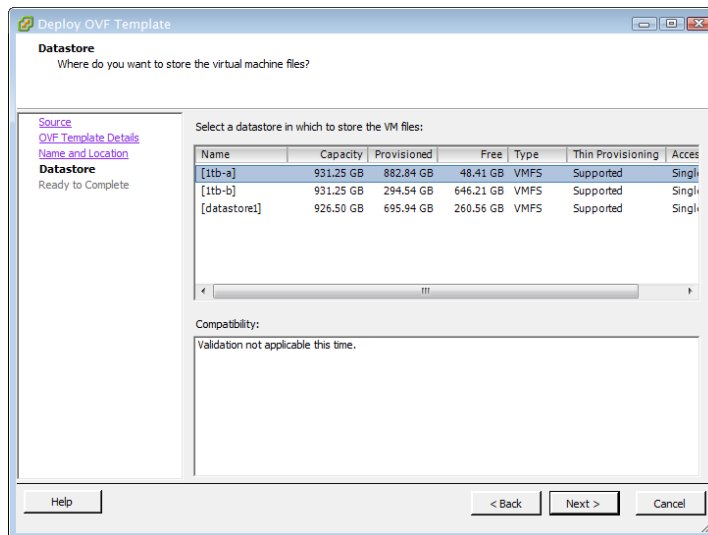 Deploy OVF Template
Datastore
Where do you want to store the virtual machine files?
Source
OVF Template Details
Name and Location
Datastore
Ready to Complete
Select a datastore in which to store the VM files:
Name Capacity Provisioned Free Type Thin Provisioning Acces
[1tb-a] 931.25 GB 882.84 GB 48.41 GB VMFS Supported Singl
[1tb-b] 931.25 GB 294.54 GB 646.21 GB VMFS Supported Singl
[datastore1] 926.50 GB 695.94 GB 260.56 GB VMFS Supported Singl
Compatibility:
Validation not applicable this time.
Help
< Back
Next >
Cancel